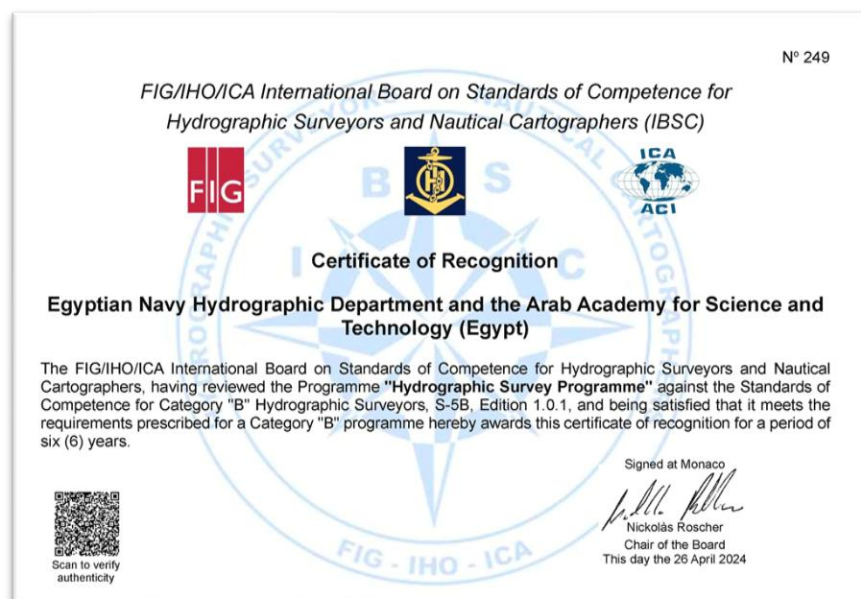 Nº 249
FIG/IHO/ICA International Board on Standards of Competence for
Hydrographic Surveyors and Nautical Cartographers (IBSC)
FIG
ICA
ACI
I B S C
HYDROGRAPHIC SURVEYORS NAUTICAL CARTOGRAPHERS
Certificate of Recognition
Egyptian Navy Hydrographic Department and the Arab Academy for Science and
Technology (Egypt)
The FIG/IHO/ICA International Board on Standards of Competence for Hydrographic Surveyors and Nautical
Cartographers, having reviewed the Programme "Hydrographic Survey Programme" against the Standards of
Competence for Category "B" Hydrographic Surveyors, S-5B, Edition 1.0.1, and being satisfied that it meets the
requirements prescribed for a Category "B" programme hereby awards this certificate of recognition for a period of
six (6) years.
Signed at Monaco
Nickolás Roscher
Chair of the Board
This day the 26 April 2024
Scan to verify
authenticity
FIG - IHO - ICA